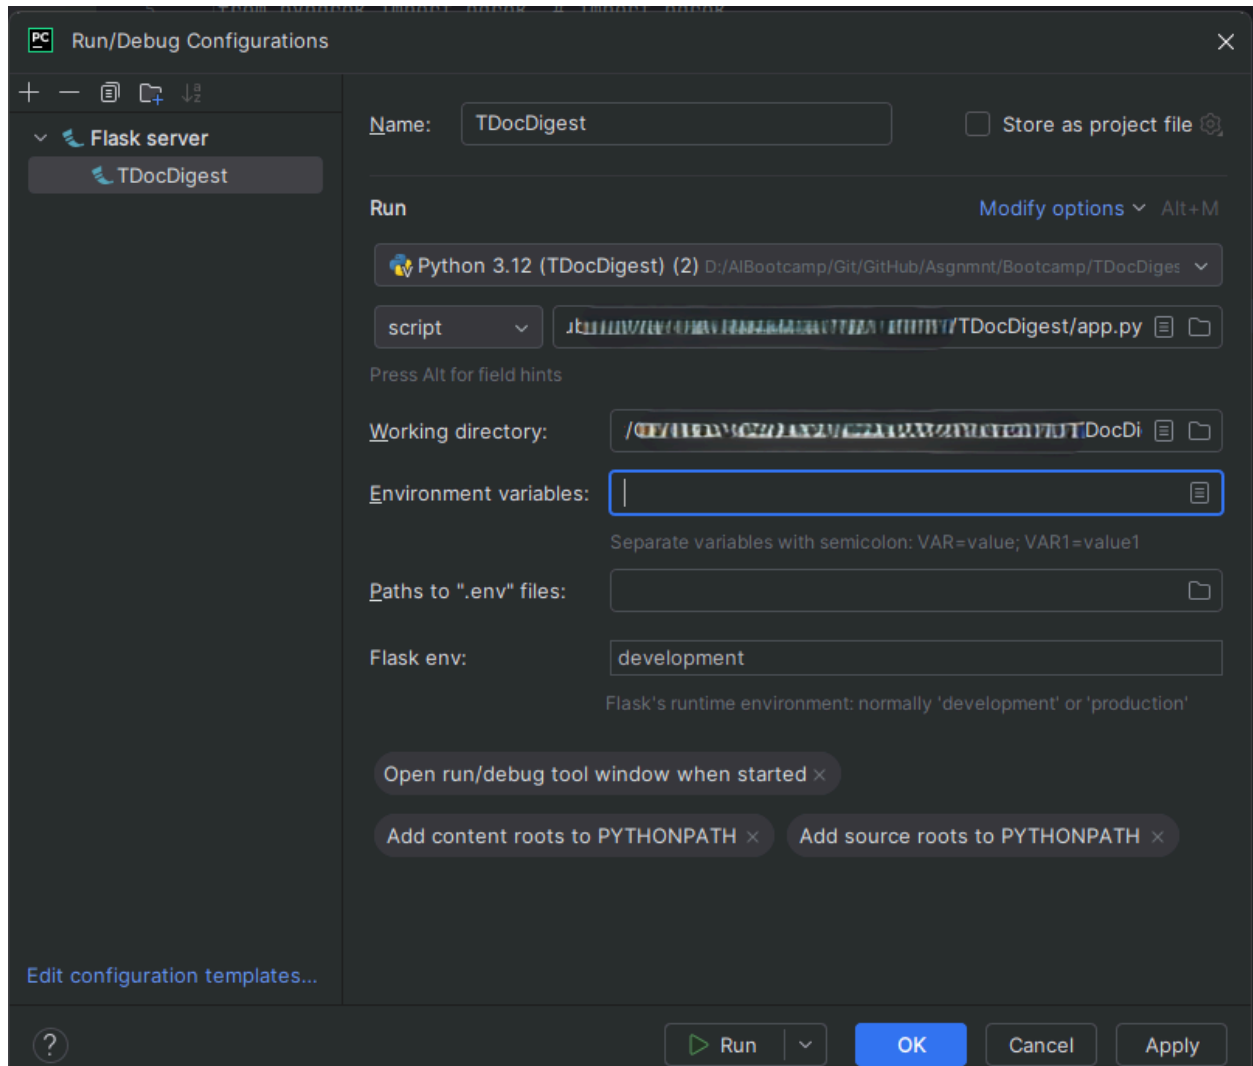 PC Run/Debug Configurations
Flask server
TDocDigest
Name: TDocDigest
Store as project file
Run
Modify options Alt+M
Python 3.12 (TDocDigest) (2) D:/AIBootcamp/Git/GitHub/Asgnmnt/Bootcamp/TDocDiges
script
/TDocDigest/app.py
Press Alt for field hints
Working directory: TDocDi
Environment variables:
Separate variables with semicolon: VAR=value; VAR1=value1
Paths to ".env" files:
Flask env: development
Flask's runtime environment: normally 'development' or 'production'
Open run/debug tool window when started ×
Add content roots to PYTHONPATH × Add source roots to PYTHONPATH ×
Edit configuration templates...
? Run OK Cancel Apply